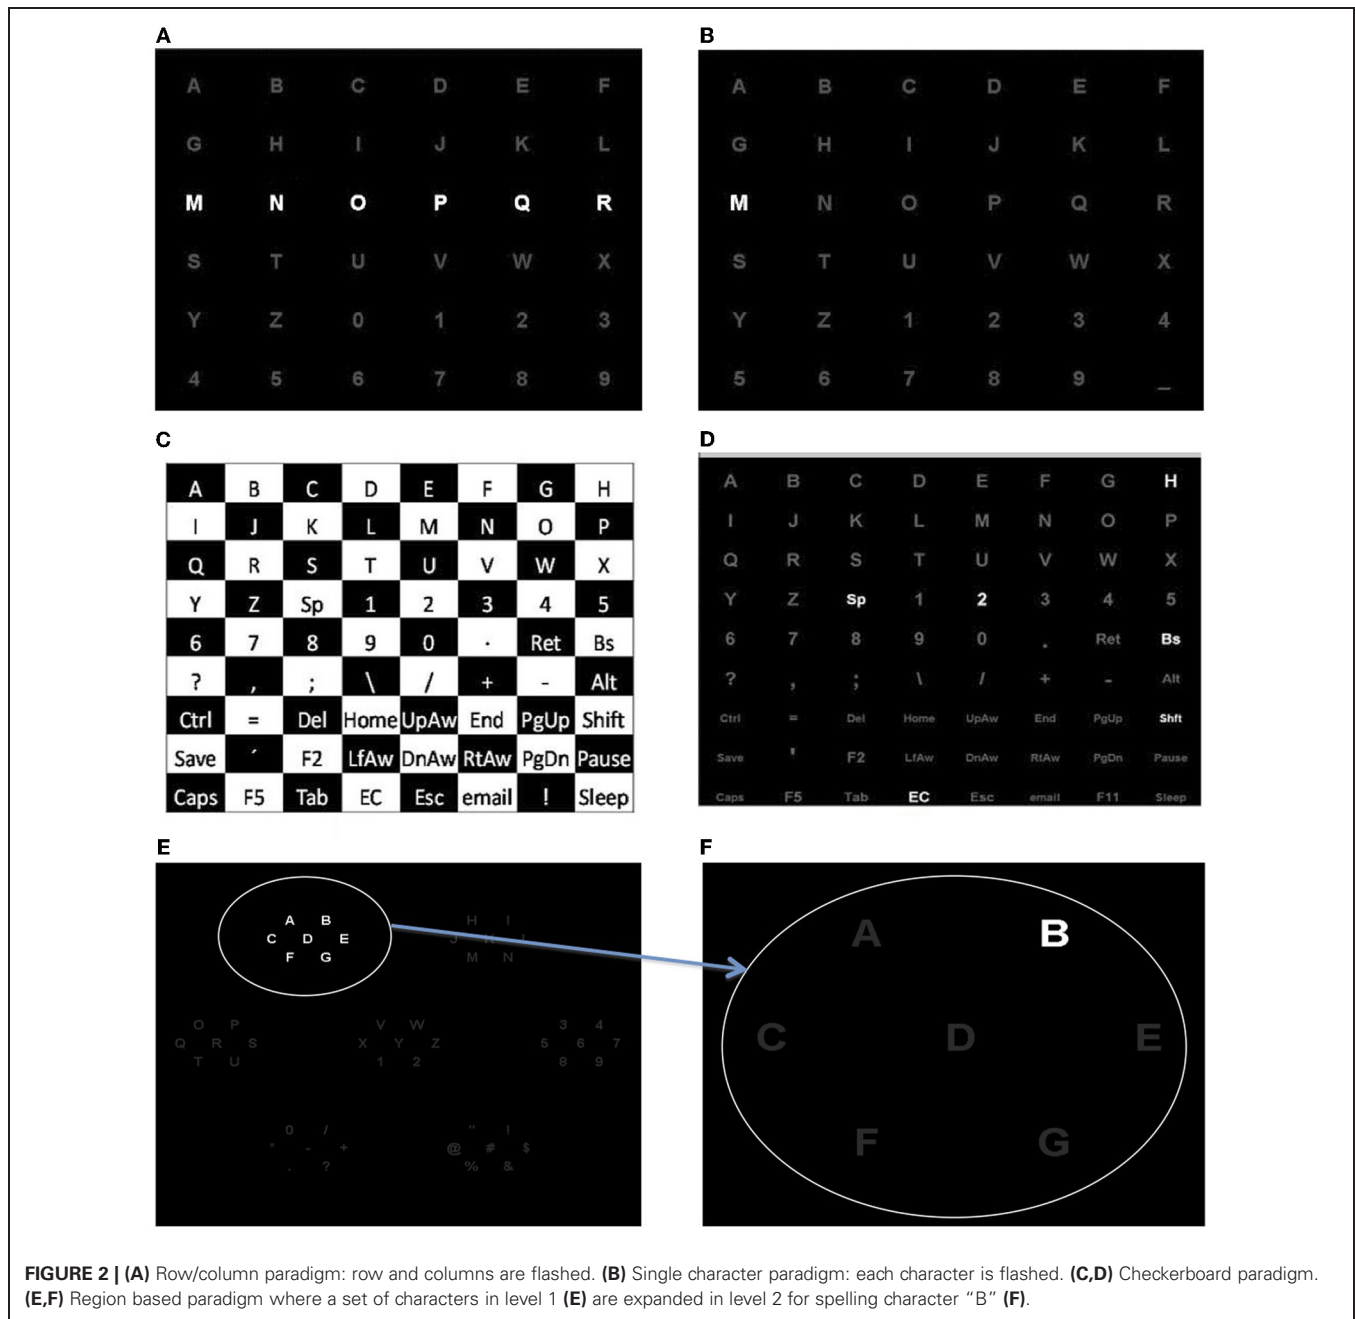 A
A B C D E F
G H I J K L
M N O P Q R
S T U V W X
Y Z 0 1 2 3
4 5 6 7 8 9
B
A B C D E F
G H I J K L
M N O P Q R
S T U V W X
Y Z 1 2 3 4
5 6 7 8 9 _
C
A B C D E F G H
I J K L M N O P
Q R S T U V W X
Y Z Sp 1 2 3 4 5
6 7 8 9 0 . Ret Bs
? , ; \ / + - Alt
Ctrl = Del Home UpAw End PgUp Shift
Save ´ F2 LfAw DnAw RtAw PgDn Pause
Caps F5 Tab EC Esc email ! Sleep
D
A B C D E F G H
I J K L M N O P
Q R S T U V W X
Y Z Sp 1 2 3 4 5
6 7 8 9 0 . Ret Bs
? , ; \ / + - Alt
Ctrl = Del Home UpAw End PgUp Shft
Save ' F2 LfAw DnAw RtAw PgDn Pause
Caps F5 Tab EC Esc email F11 Sleep
E
A B
C D E
F G
H I
J K L
M N
O P
Q R S
T U
V W
X Y Z
1 2
3 4
5 6 7
8 9
0 /
* - +
. ?
" !
@ # $
% &
F
A B
C D E
F G
FIGURE 2 | (A) Row/column paradigm: row and columns are flashed. (B) Single character paradigm: each character is flashed. (C,D) Checkerboard paradigm.
(E,F) Region based paradigm where a set of characters in level 1 (E) are expanded in level 2 for spelling character “B” (F).